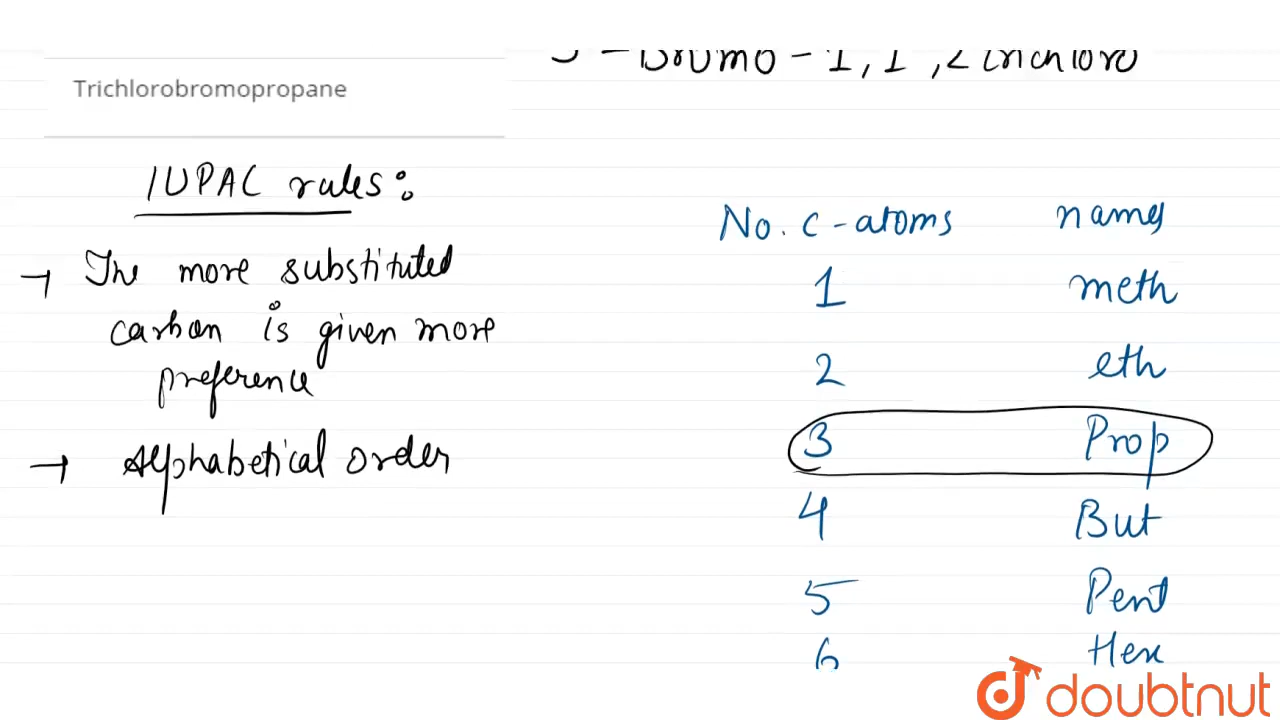 3 - Bromo - 1, 1, 2 trichloro
Trichlorobromopropane
IUPAC rules:
→ The more substituted
carbon is given more
preference
→ Alphabetical order
No. c-atoms names
1 meth
2 eth
3 Prop
4 But
5 Pent
6 Hex
doubtnut